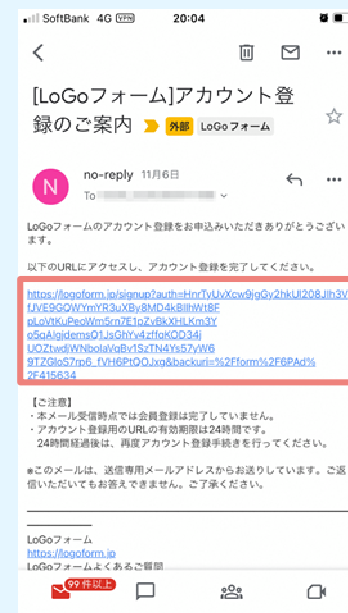 SoftBank 4G VPN 20:04
[LoGoフォーム]アカウント登
録のご案内 外部 LoGoフォーム
N
no-reply 11月6日
To
LoGoフォームのアカウント登録をお申込みいただきありがとうござい
ます。
以下のURLにアクセスし、アカウント登録を完了してください。
【ご注意】
・本メール受信時点では会員登録は完了していません。
・アカウント登録用のURLの有効期限は24時間です。
24時間経過後は、再度アカウント登録手続きを行ってください。
※このメールは、送信専用メールアドレスからお送りしています。ご返
信いただいてもお答えできません。ご了承ください。
LoGoフォーム
https://logoform.jp
LoGoフォームよくあるご質問
99件以上